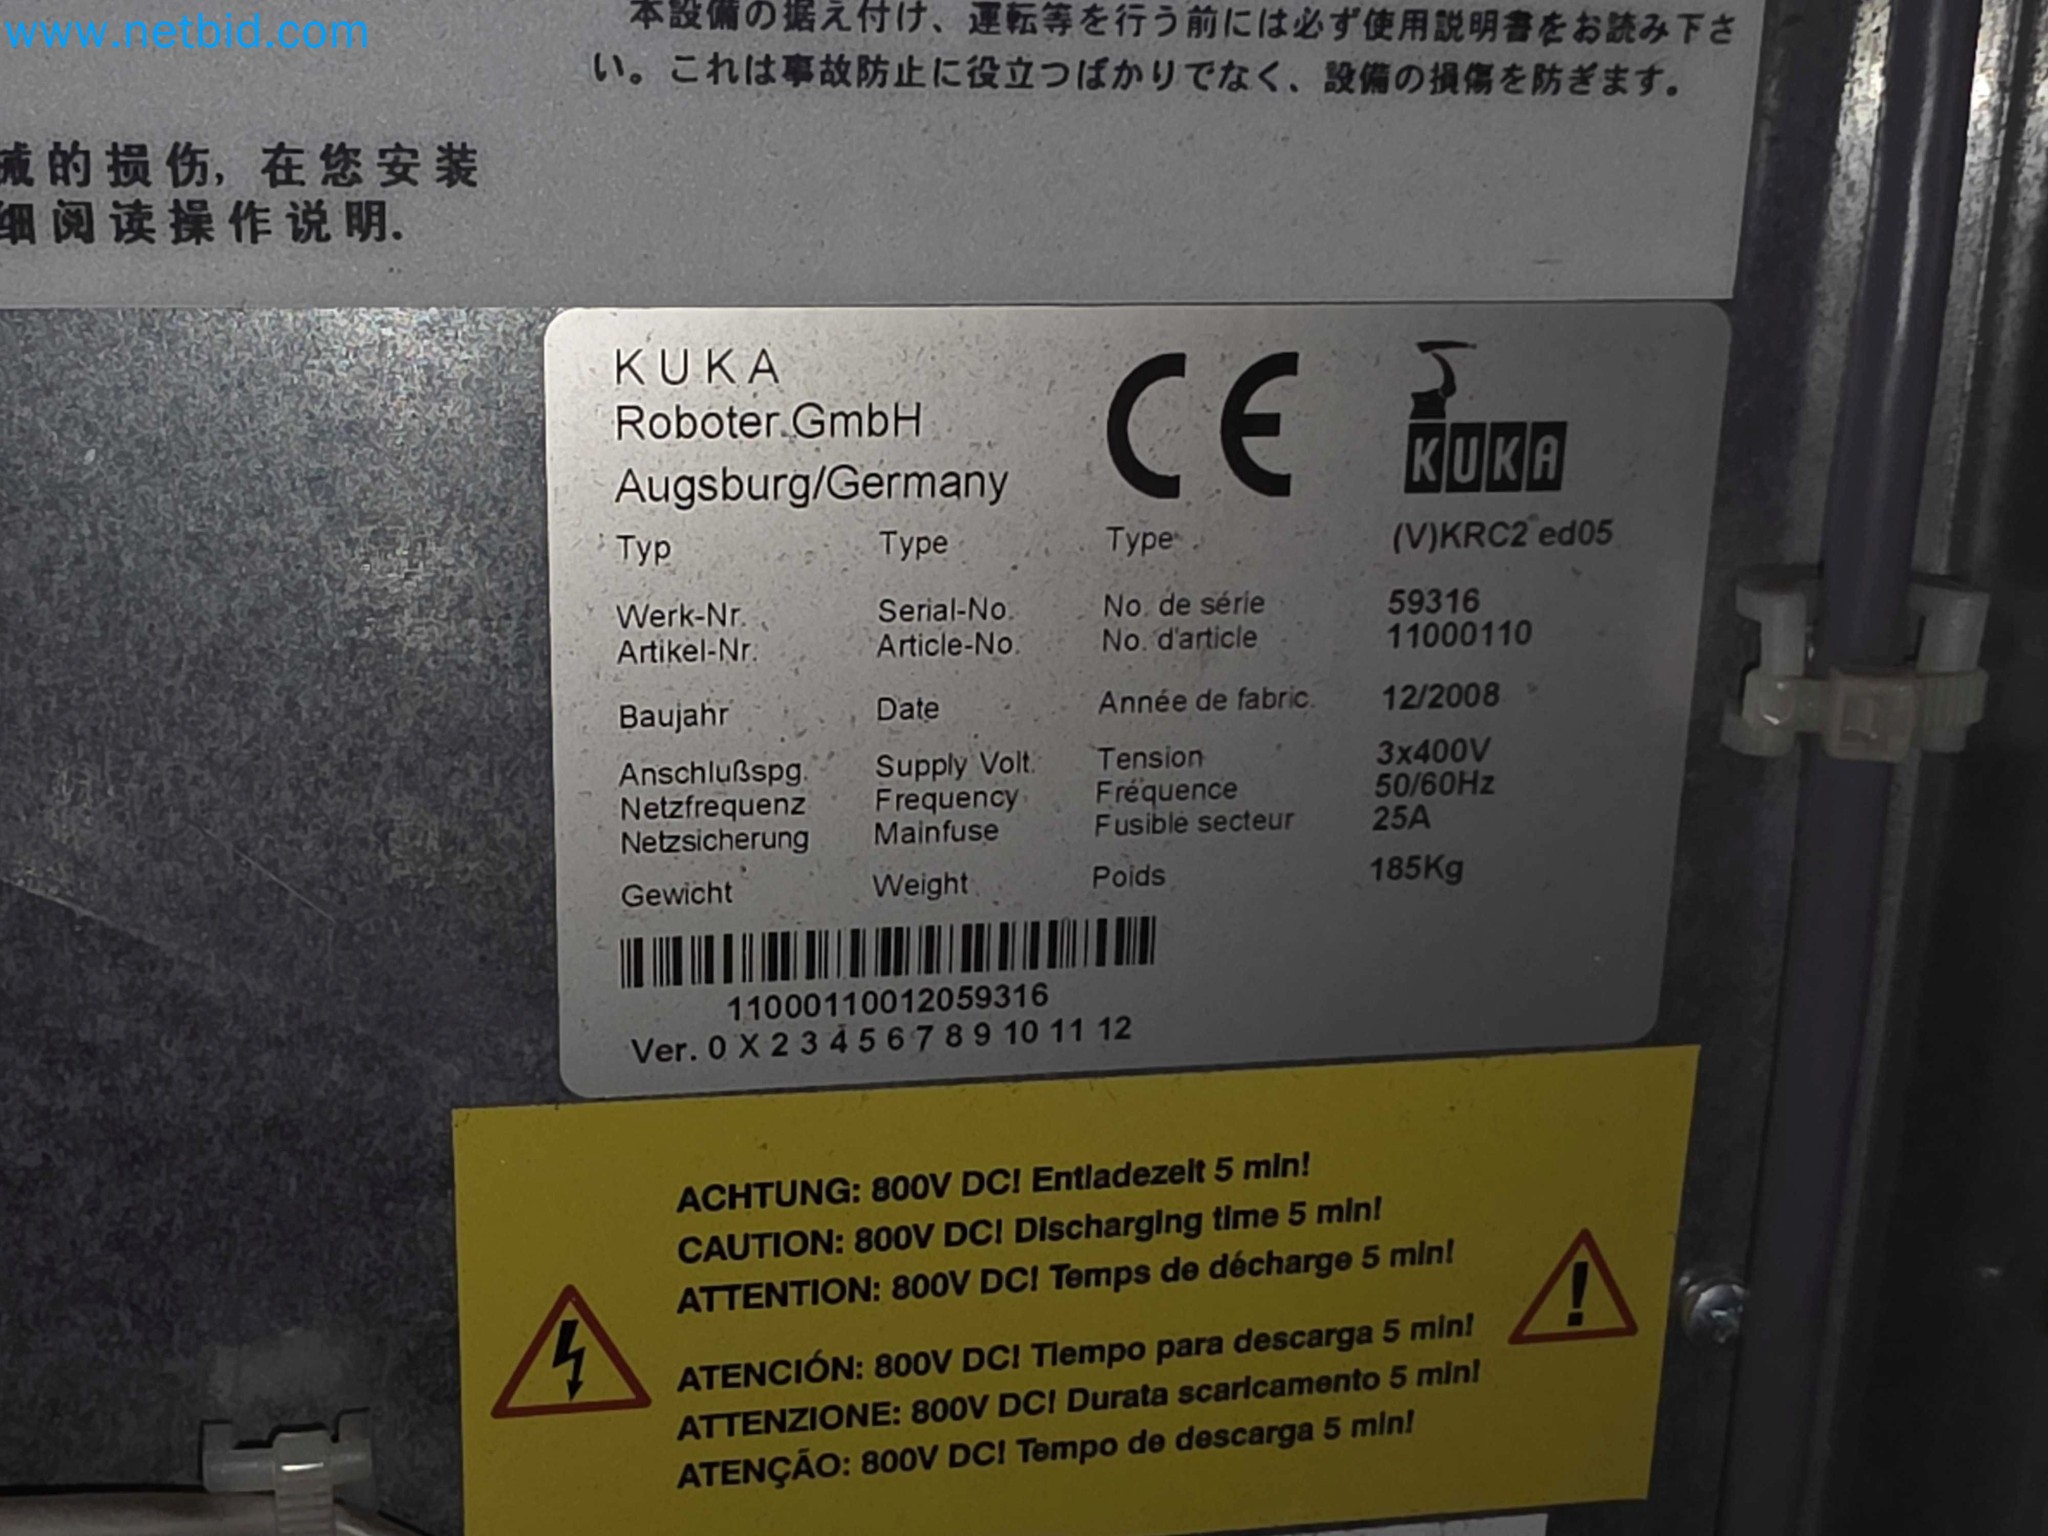 www.netbid.com
本設備の据え付け、運転等を行う前には必ず使用説明書をお読み下さ
い。これは事故防止に役立つばかりでなく、設備の損傷を防ぎます。
械的损伤, 在您安装
细阅读操作说明.
KUKA
Roboter GmbH
Augsburg/Germany
CE
KUKA
Typ Type Type (V)KRC2 ed05
Werk-Nr. Serial-No. No. de série 59316
Artikel-Nr. Article-No. No. d'article 11000110
Baujahr Date Année de fabric. 12/2008
Anschlußspg. Supply Volt. Tension 3x400V
Netzfrequenz Frequency Fréquence 50/60Hz
Netzsicherung Mainfuse Fusible secteur 25A
Gewicht Weight Poids 185Kg
11000110012059316
Ver. 0 X 2 3 4 5 6 7 8 9 10 11 12
ACHTUNG: 800V DC! Entladezeit 5 min!
CAUTION: 800V DC! Discharging time 5 min!
ATTENTION: 800V DC! Temps de décharge 5 min!
ATENCIÓN: 800V DC! Tiempo para descarga 5 min!
ATTENZIONE: 800V DC! Durata scaricamento 5 min!
ATENÇÃO: 800V DC! Tempo de descarga 5 min!